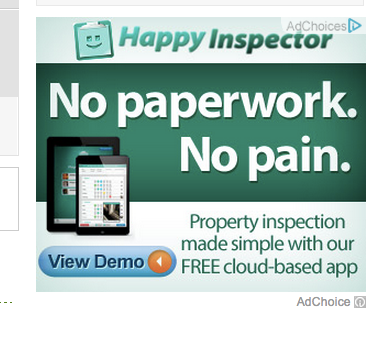 AdChoices
Happy Inspector
No paperwork.
No pain.
Property inspection
made simple with our
FREE cloud-based app
View Demo
AdChoice